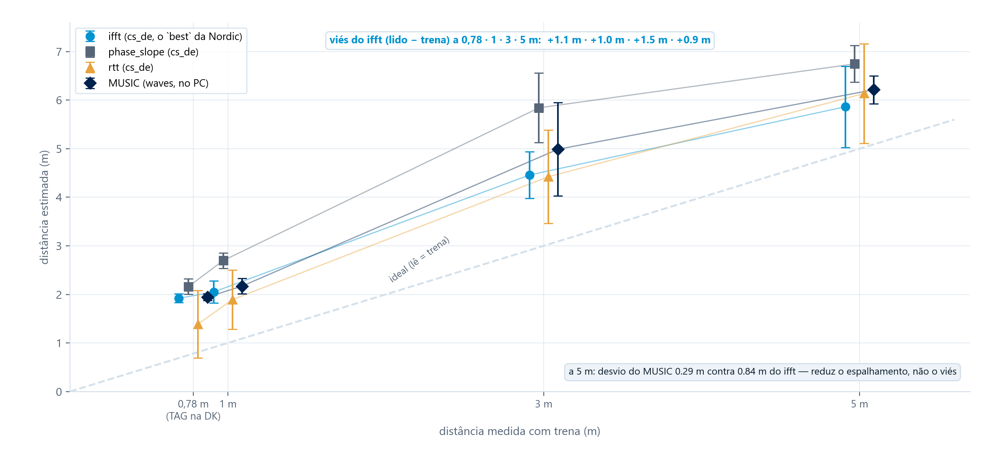 ifft (cs_de, o `best` da Nordic)
phase_slope (cs_de)
rtt (cs_de)
MUSIC (waves, no PC)
viés do ifft (lido − trena) a 0,78 · 1 · 3 · 5 m:  +1.1 m · +1.0 m · +1.5 m · +0.9 m
distância estimada (m)
7
6
5
4
3
2
1
0
ideal (lê = trena)
a 5 m: desvio do MUSIC 0.29 m contra 0.84 m do ifft — reduz o espalhamento, não o viés
0,78 m
(TAG na DK)
1 m
3 m
5 m
distância medida com trena (m)